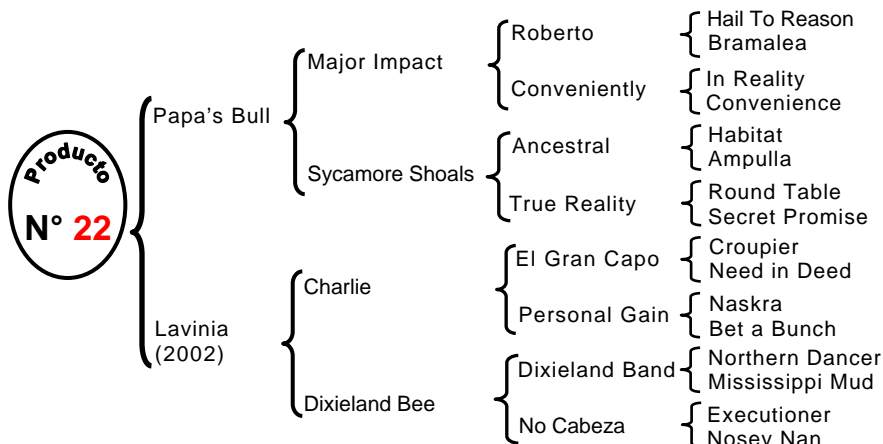 Producto
N° 22
Papa's Bull
Lavinia
(2002)
Major Impact
Sycamore Shoals
Charlie
Dixieland Bee
Roberto
Conveniently
Ancestral
True Reality
El Gran Capo
Personal Gain
Dixieland Band
No Cabeza
Hail To Reason
Bramalea
In Reality
Convenience
Habitat
Ampulla
Round Table
Secret Promise
Croupier
Need in Deed
Naskra
Bet a Bunch
Northern Dancer
Mississippi Mud
Executioner
Nosey Nan